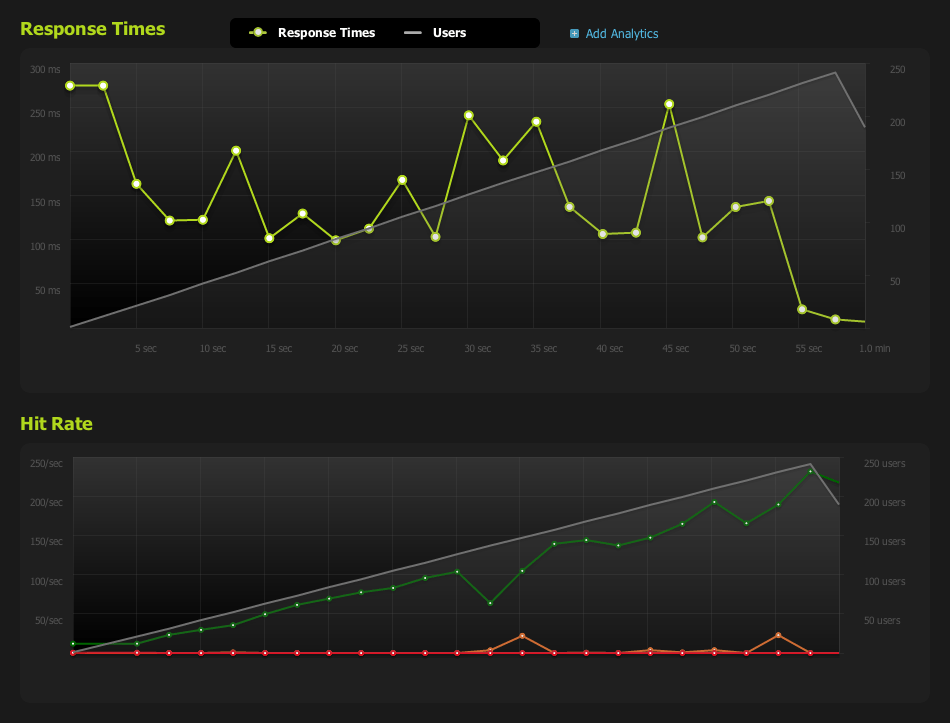 Response Times
Response Times Users
Add Analytics
300 ms 250
250 ms 200
200 ms 150
150 ms 100
100 ms 50
50 ms
5 sec 10 sec 15 sec 20 sec 25 sec 30 sec 35 sec 40 sec 45 sec 50 sec 55 sec 1.0 min
Hit Rate
250/sec 250 users
200/sec 200 users
150/sec 150 users
100/sec 100 users
50/sec 50 users